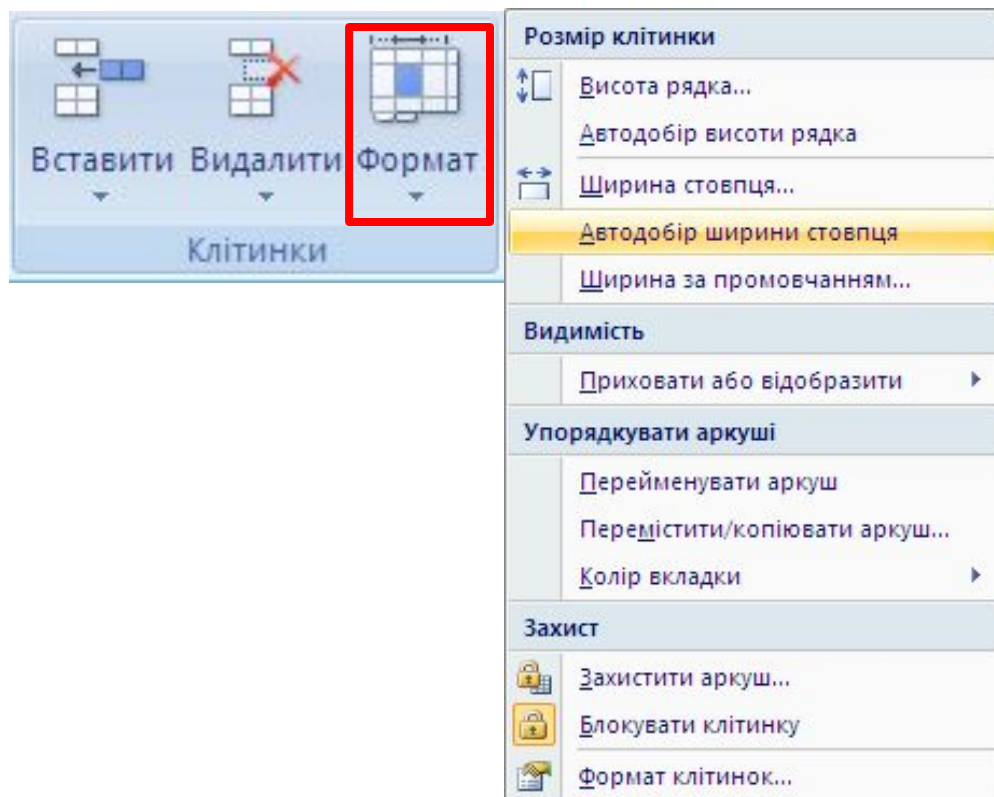 Вставити Видалити Формат
Клітинки
Розмір клітинки
Висота рядка...
Автодобір висоти рядка
Ширина стовпця...
Автодобір ширини стовпця
Ширина за промовчанням...
Видимість
Приховати або відобразити
Упорядкувати аркуші
Перейменувати аркуш
Перемістити/копіювати аркуш...
Колір вкладки
Захист
Захистити аркуш...
Блокувати клітинку
Формат клітинок...